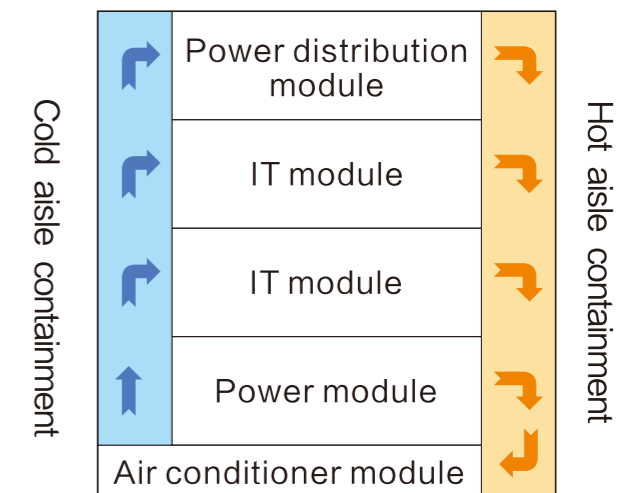 Cold aisle containment
Power distribution
module
IT module
IT module
Power module
Air conditioner module
Hot aisle containment